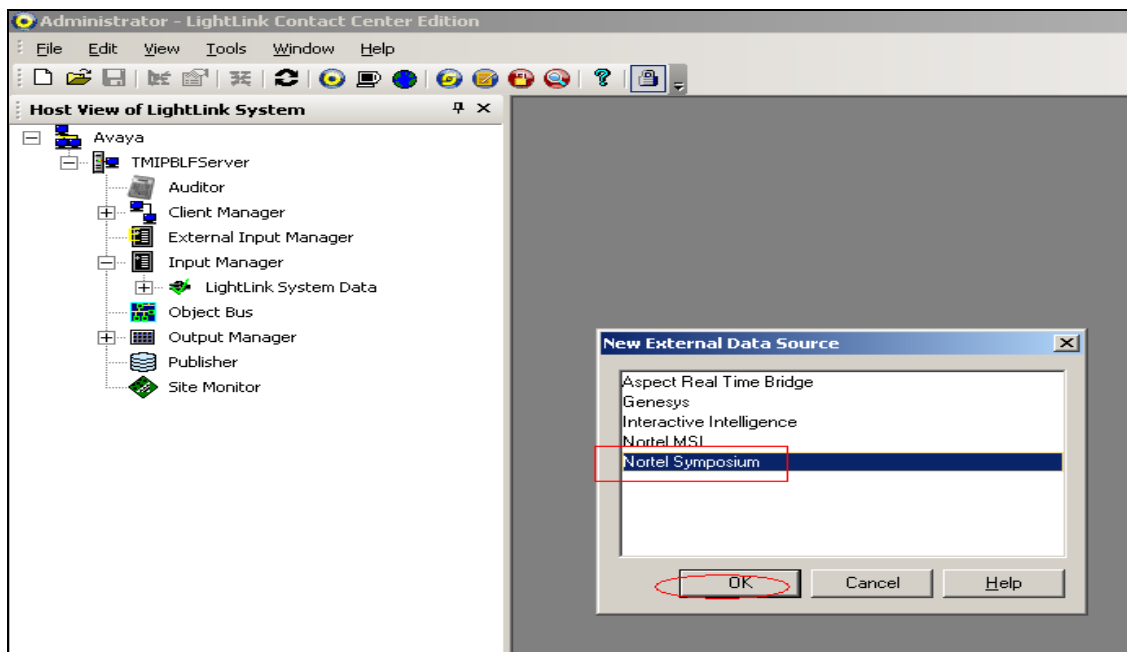 Administrator - LightLink Contact Center Edition
File Edit View Tools Window Help
Host View of LightLink System
Avaya
TMIPBLFServer
Auditor
Client Manager
External Input Manager
Input Manager
LightLink System Data
Object Bus
Output Manager
Publisher
Site Monitor
New External Data Source
Aspect Real Time Bridge
Genesys
Interactive Intelligence
Nortel MSL
Nortel Symposium
OK Cancel Help